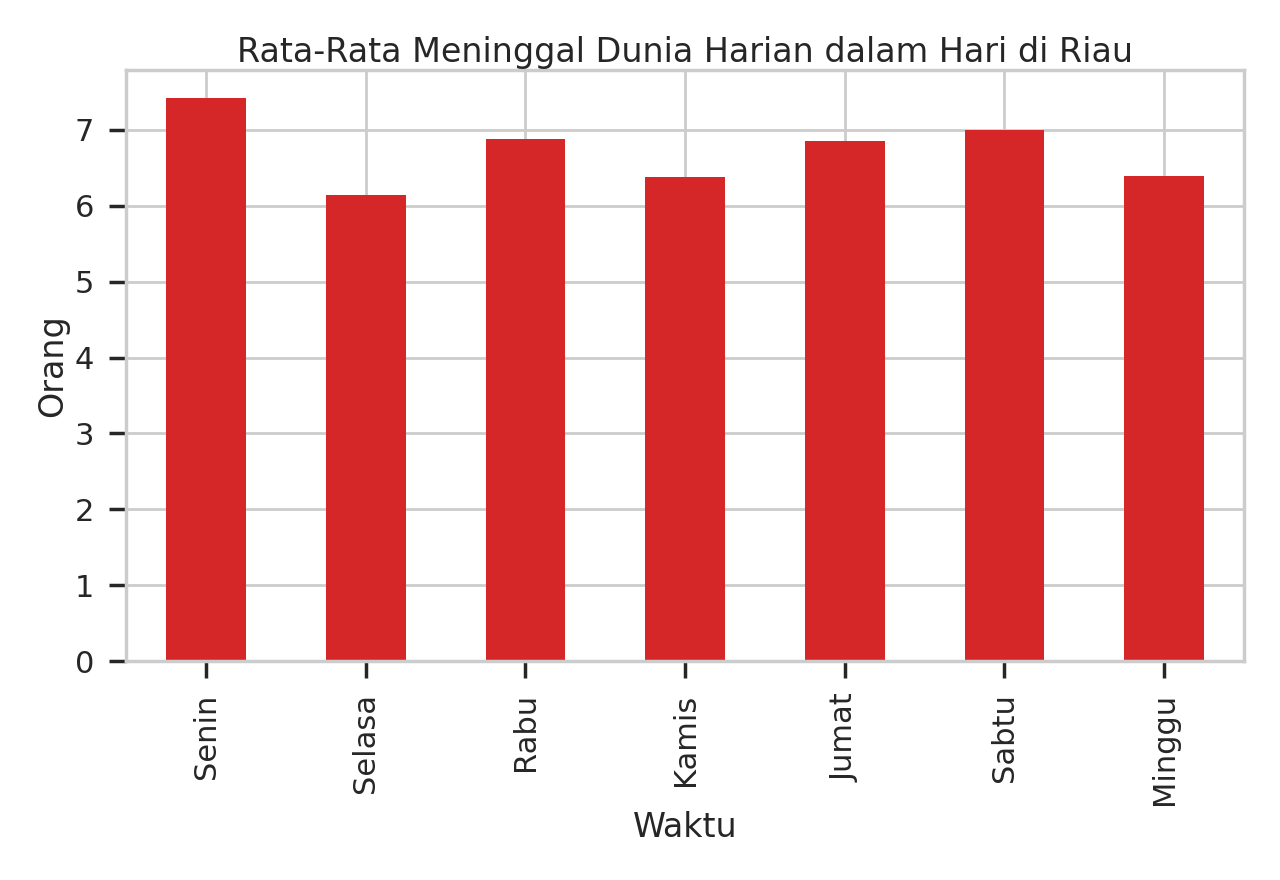 Rata-Rata Meninggal Dunia Harian dalam Hari di Riau
Orang
7
6
5
4
3
2
1
0
Senin
Selasa
Rabu
Kamis
Jumat
Sabtu
Minggu
Waktu